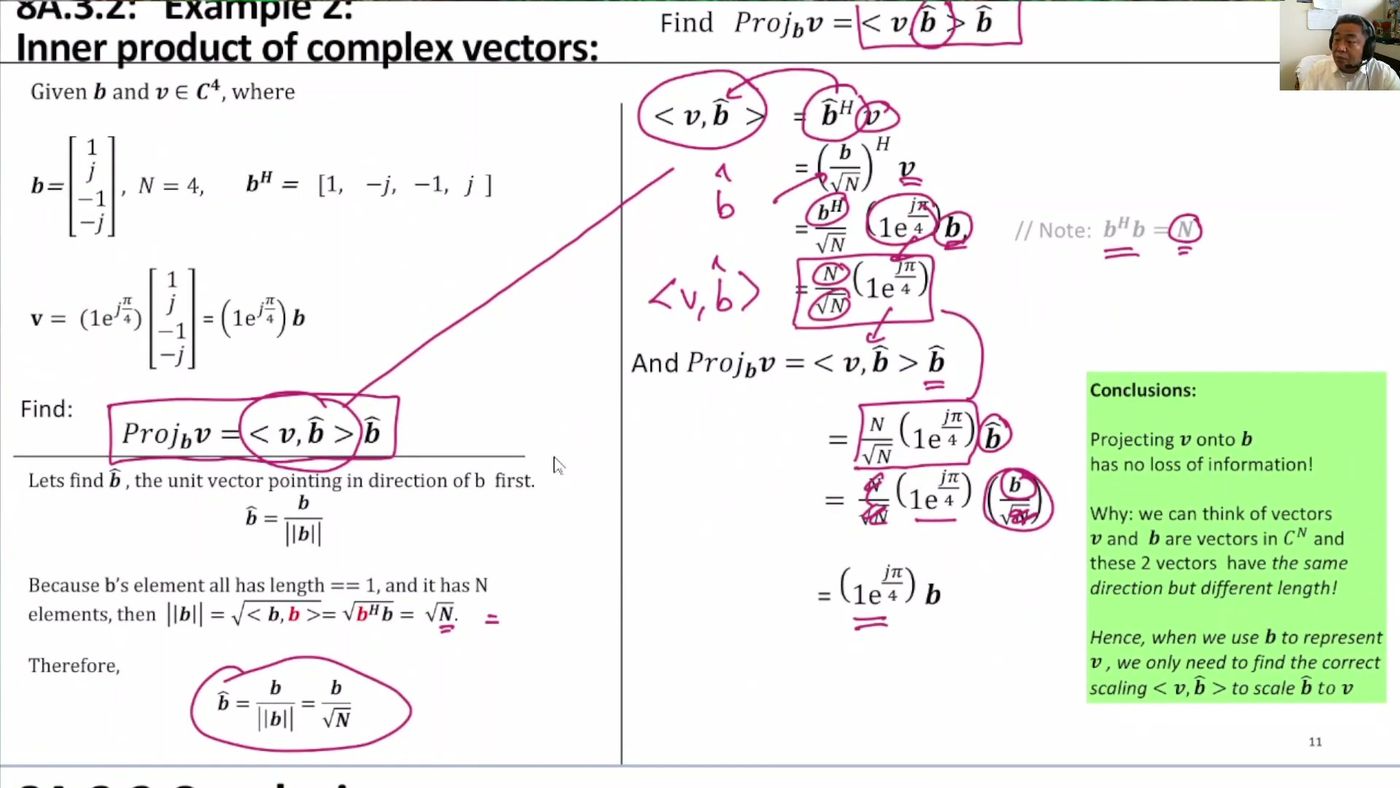 8A.3.2: Example 2:
Inner product of complex vectors:
Find Proj_b v = < v, b̂ > b̂
Given b and v ∈ C⁴, where
b= [1 j −1 −j] , N = 4, bᴴ = [1, −j, −1, j ]
v = (1e^{jπ/4}) [1 j −1 −j] = (1e^{jπ/4}) b
Find:
Proj_b v = < v, b̂ > b̂
Lets find b̂ , the unit vector pointing in direction of b first.
b̂ = b / ||b||
Because b's element all has length == 1, and it has N
elements, then ||b|| = √< b, b > = √bᴴb = √N. =
Therefore,
b̂ = b / ||b|| = b / √N
< v, b̂ > = b̂ᴴ v
= (b / √N)ᴴ v
b̂
= bᴴ / √N (1e^{jπ/4}) b, // Note: bᴴb = N
<v, b̂>
= N / √N (1e^{jπ/4})
And Proj_b v = < v, b̂ > b̂
= N / √N (1e^{jπ/4}) b̂
= N / √N (1e^{jπ/4}) (b / √N)
= (1e^{jπ/4}) b
Conclusions:
Projecting v onto b
has no loss of information!
Why: we can think of vectors
v and b are vectors in Cᴺ and
these 2 vectors have the same
direction but different length!
Hence, when we use b to represent
v , we only need to find the correct
scaling < v, b̂ > to scale b̂ to v
11